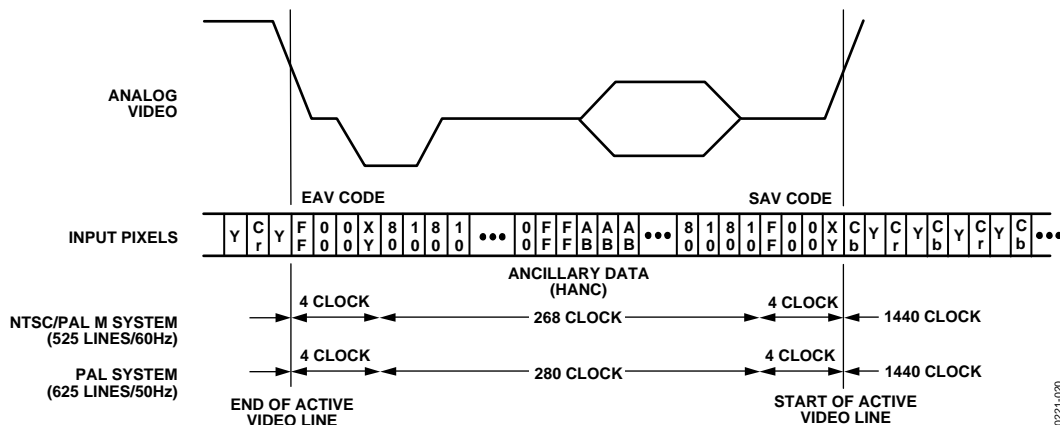 ANALOG
VIDEO
EAV CODE
SAV CODE
INPUT PIXELS
Y Cr Y FF 00 00 XY 80 10 80 10 ••• 00 FF FF AB AB AB ••• 80 10 80 10 FF 00 00 XY Cb Y Cr Y Cb Y Cr Y Cb •••
ANCILLARY DATA
(HANC)
NTSC/PAL M SYSTEM
(525 LINES/60Hz)
4 CLOCK
268 CLOCK
4 CLOCK
1440 CLOCK
PAL SYSTEM
(625 LINES/50Hz)
4 CLOCK
280 CLOCK
4 CLOCK
1440 CLOCK
END OF ACTIVE
VIDEO LINE
START OF ACTIVE
VIDEO LINE
0221-020